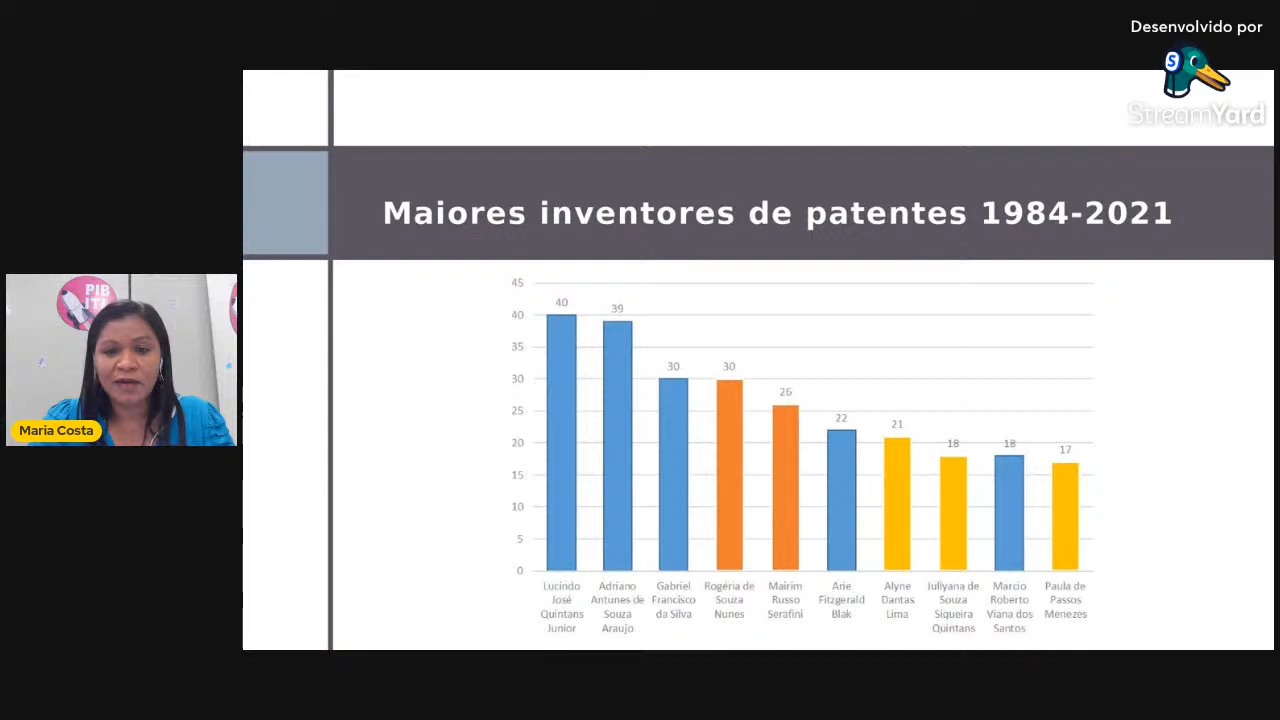 Desenvolvido por
S
StreamYard
Maiores inventores de patentes 1984-2021
PIB
ITI
Maria Costa
45
40
35
30
25
20
15
10
5
0
40
39
30
30
26
22
21
18
18
17
Lucindo
José
Quintans
Junior
Adriano
Antunes de
Souza
Araujo
Gabriel
Francisco
da Silva
Rogéria de
Souza
Nunes
Mairim
Russo
Serafini
Arie
Fitzgerald
Blak
Alyne
Dantas
Lima
Jullyana de
Souza
Siqueira
Quintans
Marcio
Roberto
Viana dos
Santos
Paula de
Passos
Menezes